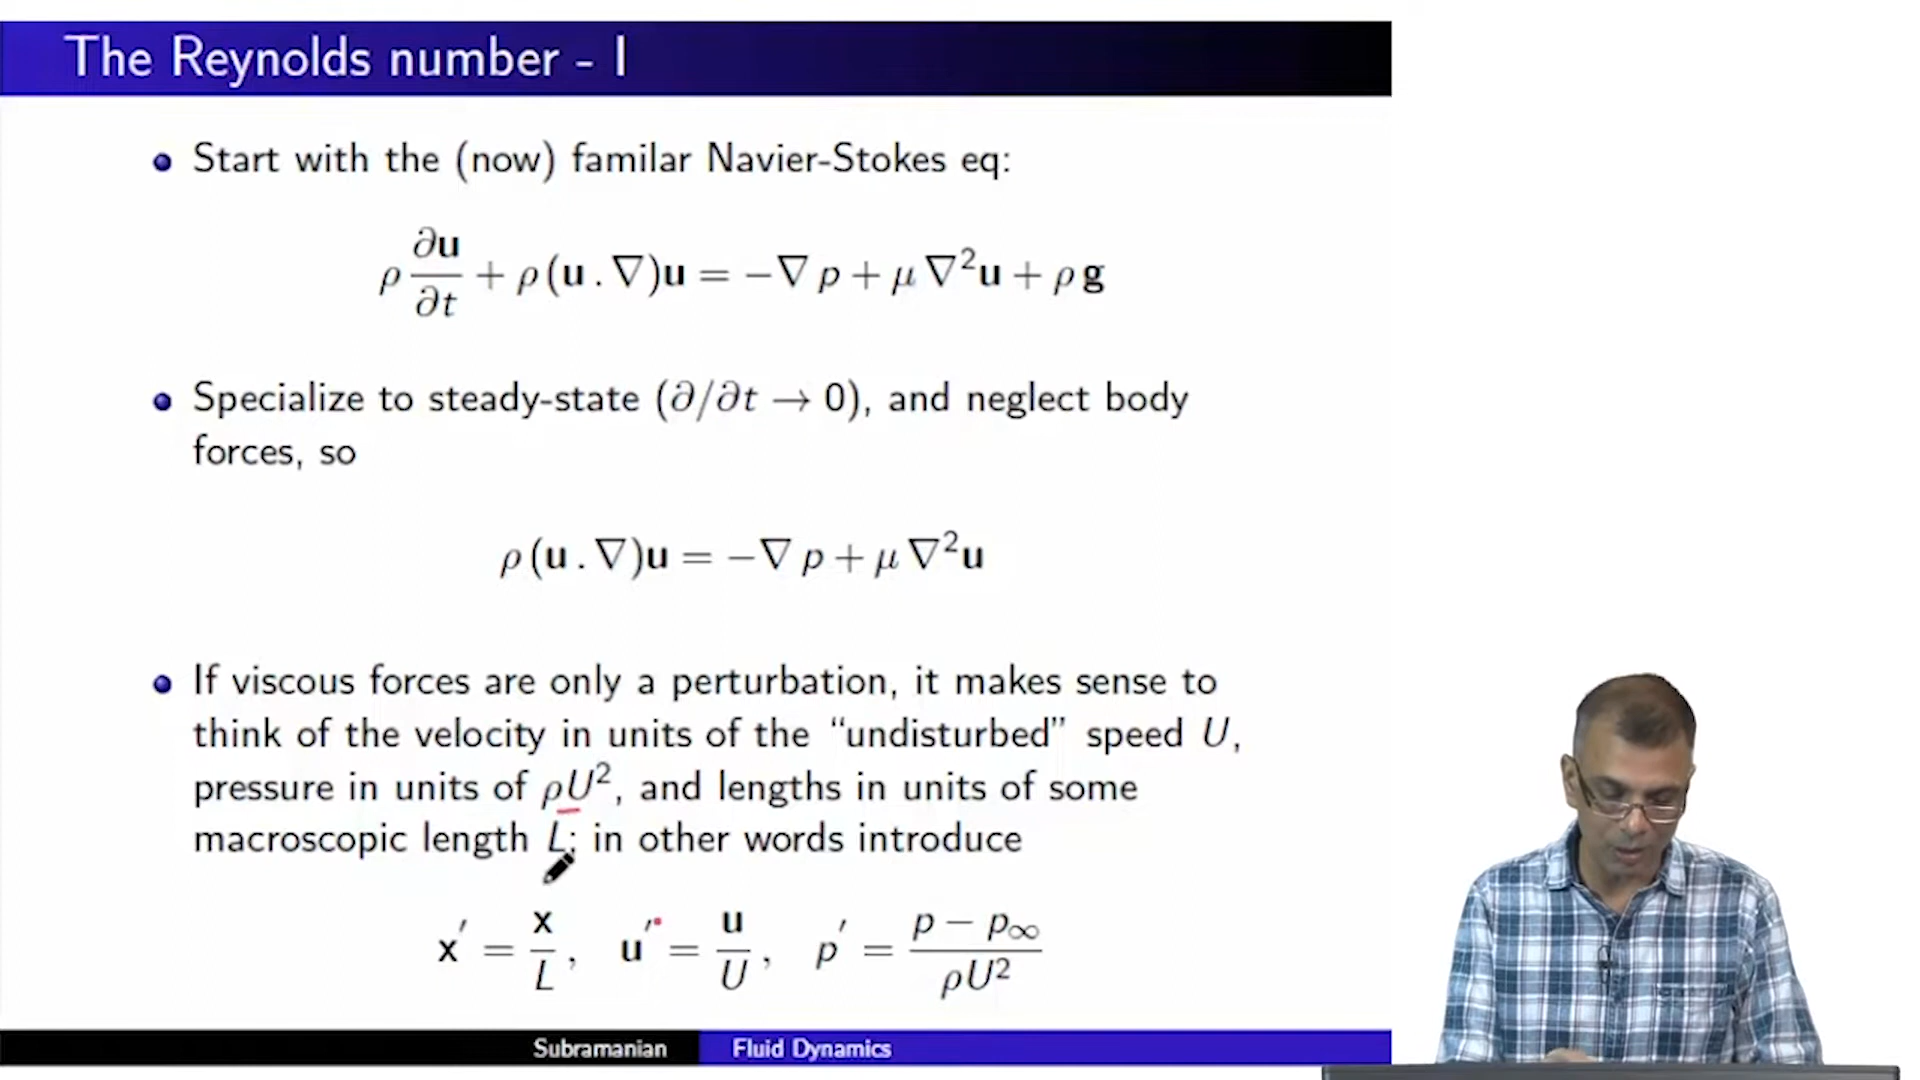 The Reynolds number - I
Start with the (now) familar Navier-Stokes eq:
ρ ∂u/∂t + ρ(u . ∇)u = −∇ p + μ ∇²u + ρ g
Specialize to steady-state (∂/∂t → 0), and neglect body
forces, so
ρ(u . ∇)u = −∇ p + μ ∇²u
If viscous forces are only a perturbation, it makes sense to
think of the velocity in units of the “undisturbed” speed U,
pressure in units of ρU², and lengths in units of some
macroscopic length L; in other words introduce
x′ = x/L, u′ = u/U, p′ = (p − p∞)/ρU²
Subramanian Fluid Dynamics